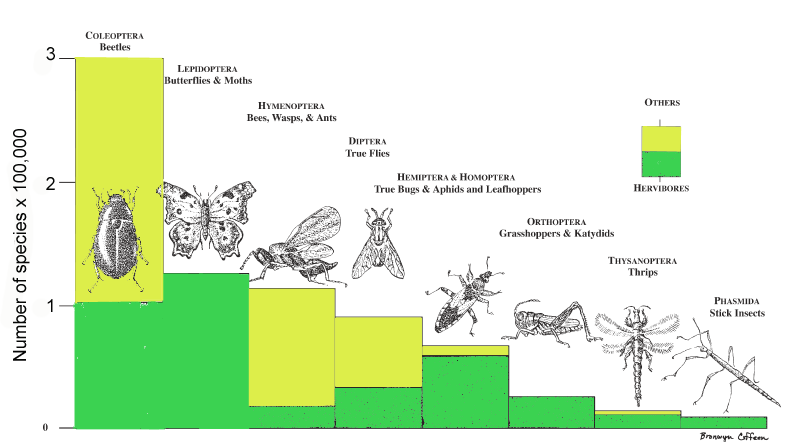 COLEOPTERA
Beetles
LEPIDOPTERA
Butterflies & Moths
HYMENOPTERA
Bees, Wasps, & Ants
DIPTERA
True Flies
HEMIPTERA & HOMOPTERA
True Bugs & Aphids and Leafhoppers
ORTHOPTERA
Grasshoppers & Katydids
THYSANOPTERA
Thrips
PHASMIDA
Stick Insects
OTHERS
HERVIBORES
Number of species x 100,000
3
2
1
0
Bronwyn Coffeen